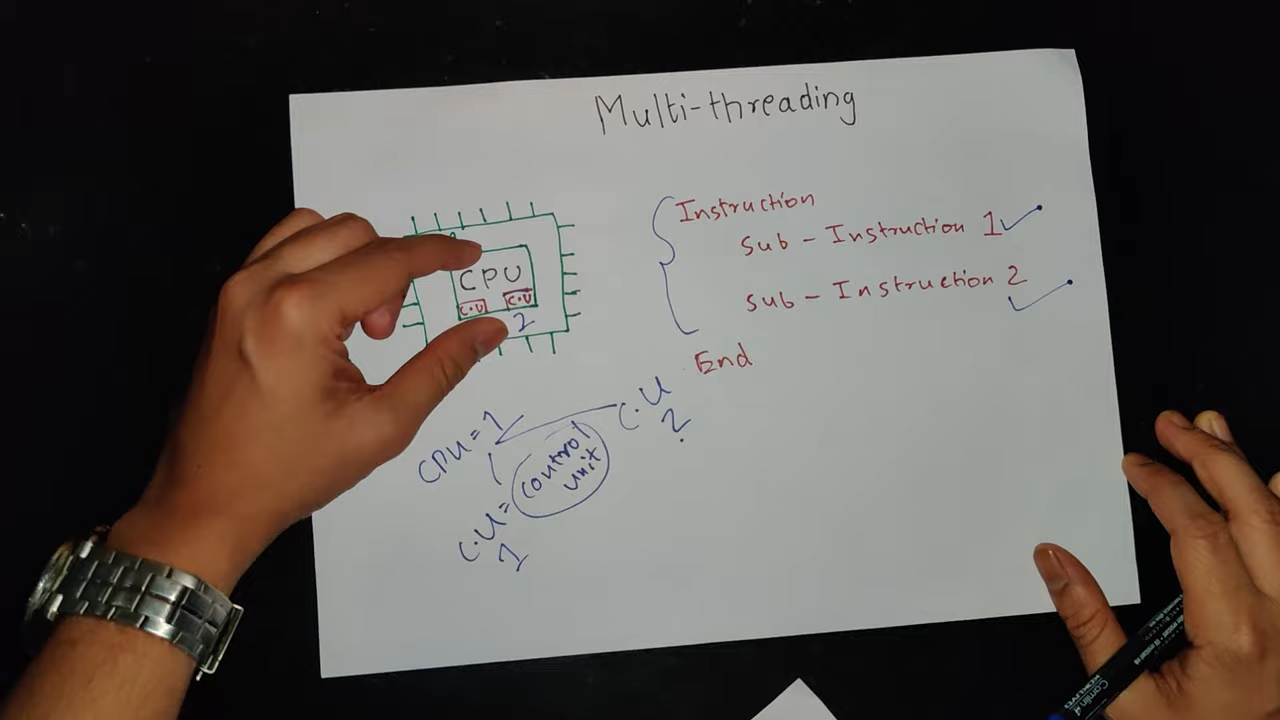 Multi-threading
Instruction
Sub - Instruction 1
Sub - Instruction 2
End
CPU
C.U
C.U
2
CPU = 1
C.U = control unit
1
C.U
2